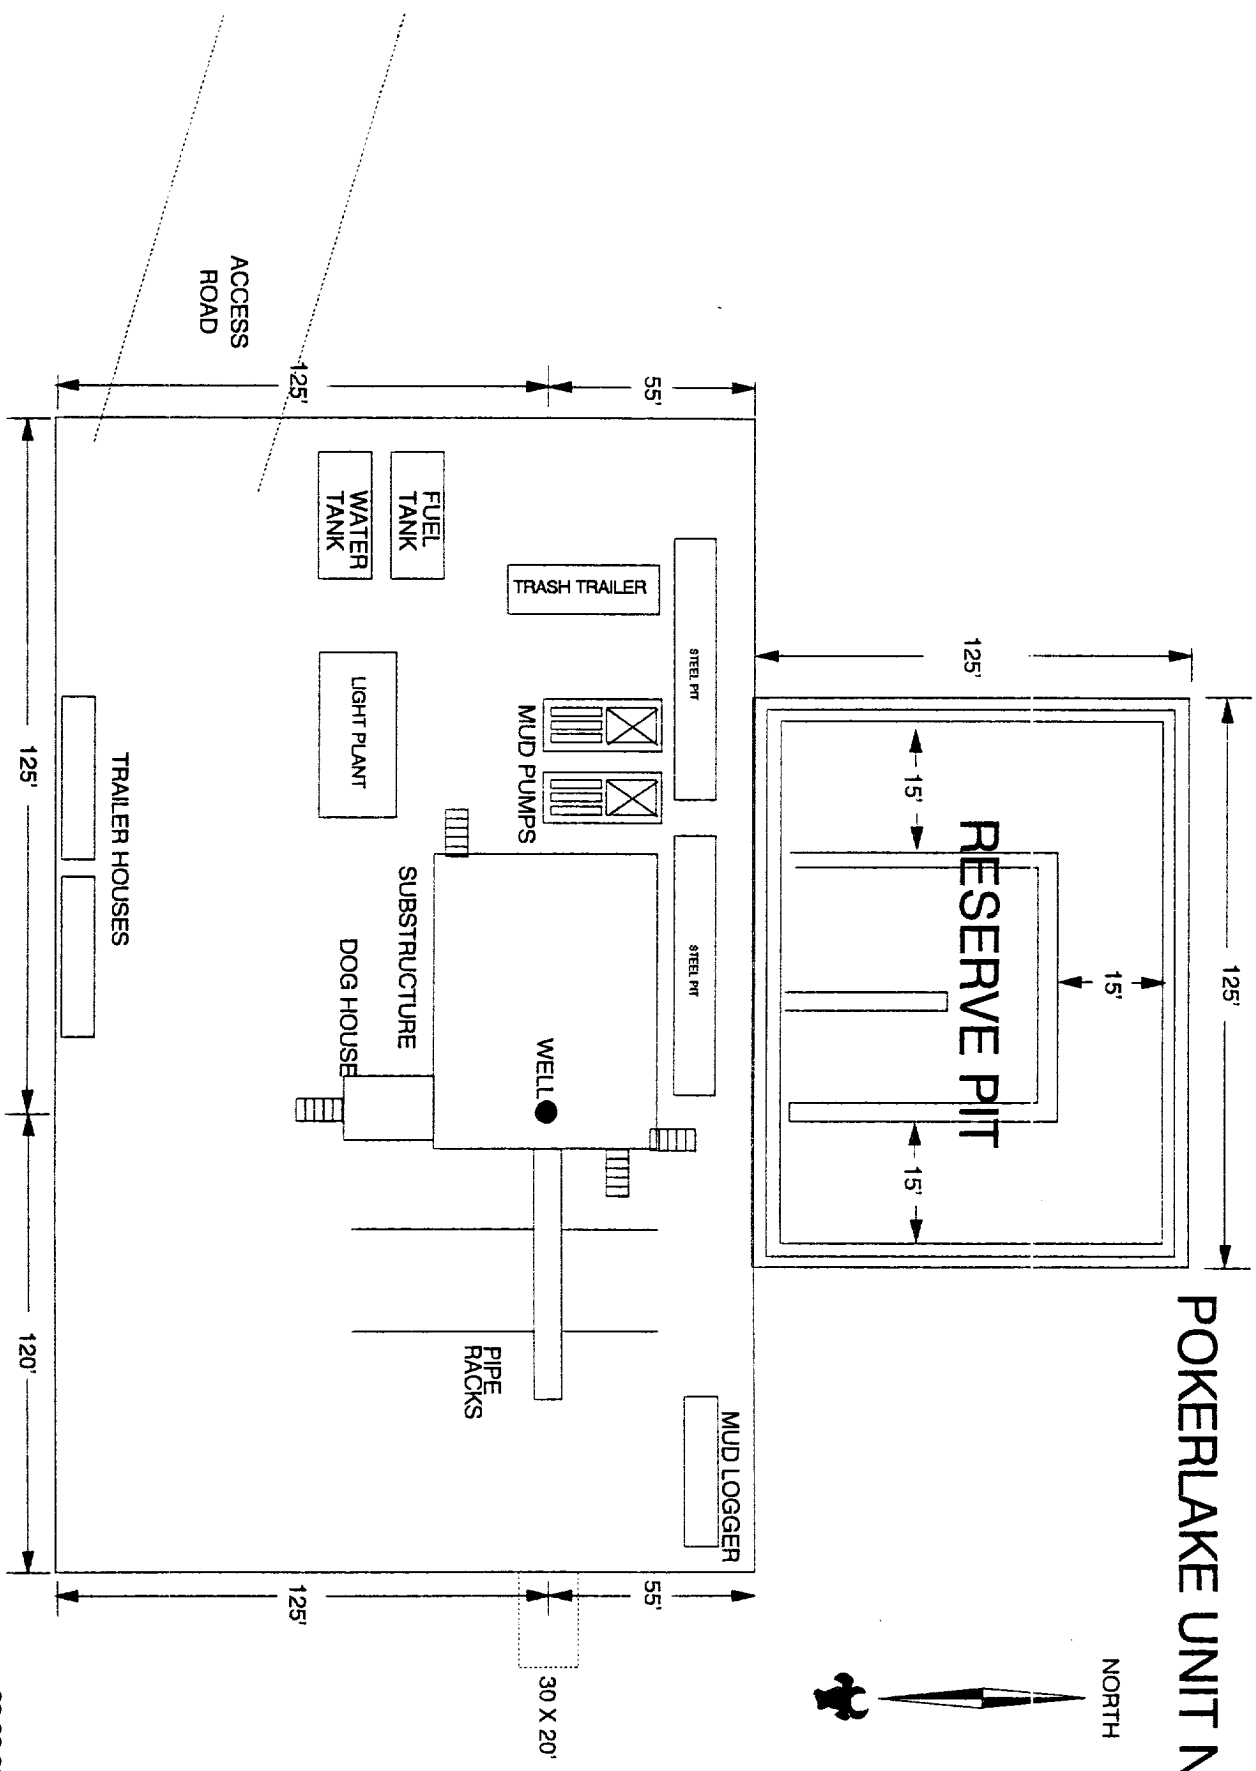 POKERLAKE UNIT N
NORTH
125'
125'
15'
15'
15'
RESERVE PIT
55'
125'
ACCESS
ROAD
STEEL PIT
STEEL PIT
TRASH TRAILER
FUEL
TANK
WATER
TANK
MUD PUMPS
LIGHT PLANT
SUBSTRUCTURE
DOG HOUSE
WELL
PIPE
RACKS
MUD LOGGER
TRAILER HOUSES
55'
125'
30 X 20'
125'
120'